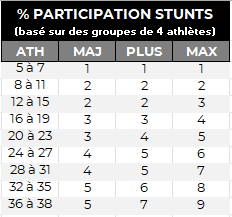 % PARTICIPATION STUNTS
(basé sur des groupes de 4 athlètes)
ATH MAJ PLUS MAX
5 à 7 1 1 1
8 à 11 2 2 2
12 à 15 2 2 3
16 à 19 3 3 4
20 à 23 3 4 5
24 à 27 4 5 6
28 à 31 4 5 7
32 à 35 5 6 8
36 à 38 5 7 9